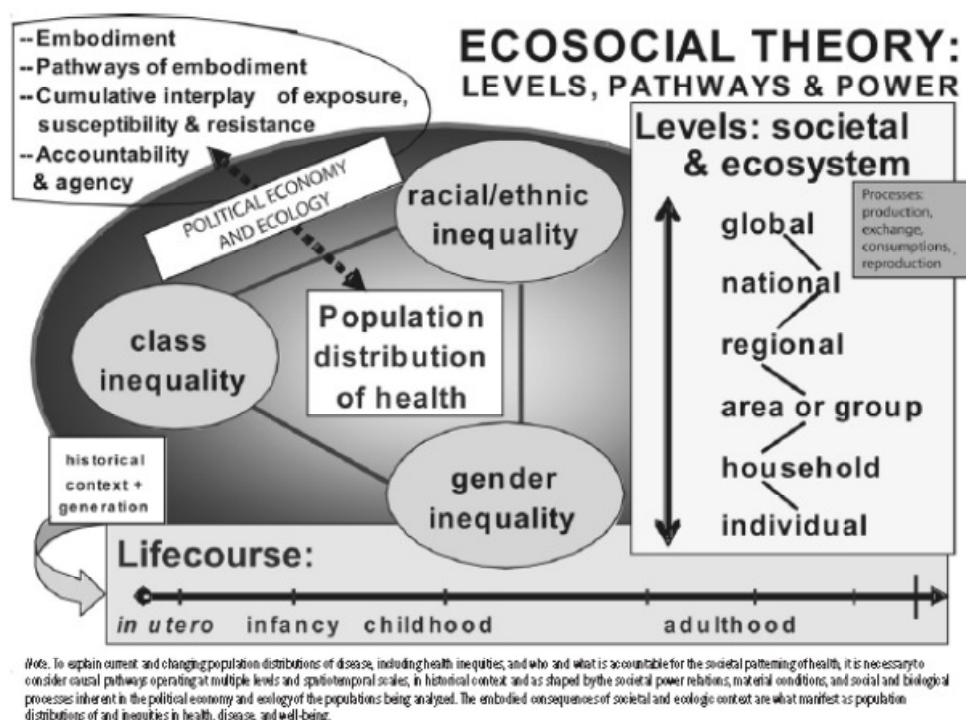 --Embodiment
--Pathways of embodiment
--Cumulative interplay of exposure,
susceptibility & resistance
--Accountability
& agency
ECOSOCIAL THEORY:
LEVELS, PATHWAYS & POWER
Levels: societal
& ecosystem
Processes:
production,
exchange,
consumptions,
reproduction
global
national
regional
area or group
household
individual
POLITICAL ECONOMY
AND ECOLOGY
racial/ethnic
inequality
class
inequality
Population
distribution
of health
gender
inequality
historical
context +
generation
Lifecourse:
in utero infancy childhood adulthood
Note. To explain current and changing population distributions of disease, including health inequities, and who and what is accountable for the societal patterning of health, it is necessary to
consider causal pathways operating at multiple levels and spatiotemporal scales, in historical context and as shaped by the societal power relations, material conditions, and social and biological
processes inherent in the political economy and ecology of the populations being analyzed. The embodied consequences of societal and ecologic context are what manifest as population
distributions of and inequities in health, disease, and well-being.